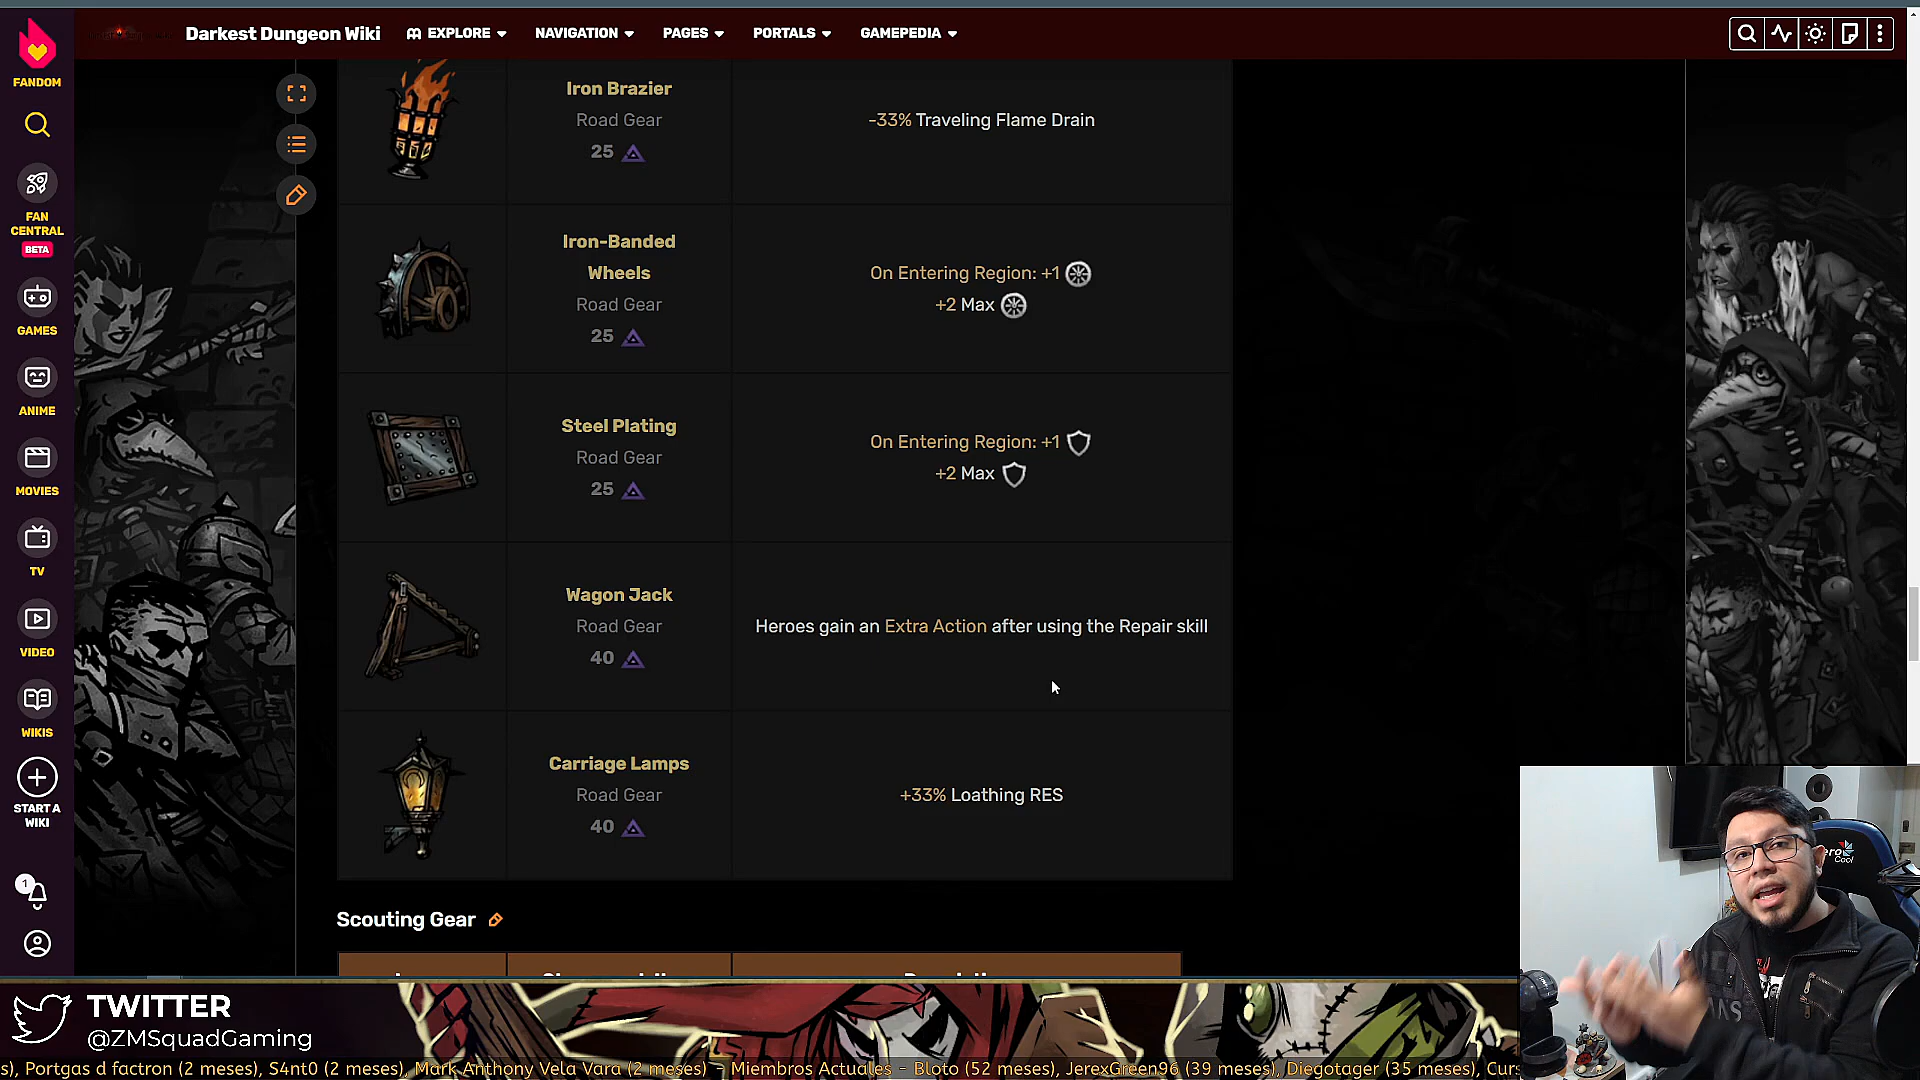 Darkest Dungeon Wiki
EXPLORE
NAVIGATION
PAGES
PORTALS
GAMEPEDIA
FANDOM
FAN
CENTRAL
BETA
GAMES
ANIME
MOVIES
TV
VIDEO
WIKIS
START A
WIKI
1
Iron Brazier
Road Gear
25
-33% Traveling Flame Drain
Iron-Banded
Wheels
Road Gear
25
On Entering Region: +1
+2 Max
Steel Plating
Road Gear
25
On Entering Region: +1
+2 Max
Wagon Jack
Road Gear
40
Heroes gain an Extra Action after using the Repair skill
Carriage Lamps
Road Gear
40
+33% Loathing RES
Scouting Gear
TWITTER
@ZMSquadGaming
s), Portgas d factron (2 meses), S4nt0 (2 meses), Mark Anthony Vela Vara (2 meses) - Miembros Actuales - Bloto (52 meses), JerexGreen96 (39 meses), Diegotager (35 meses), Curs